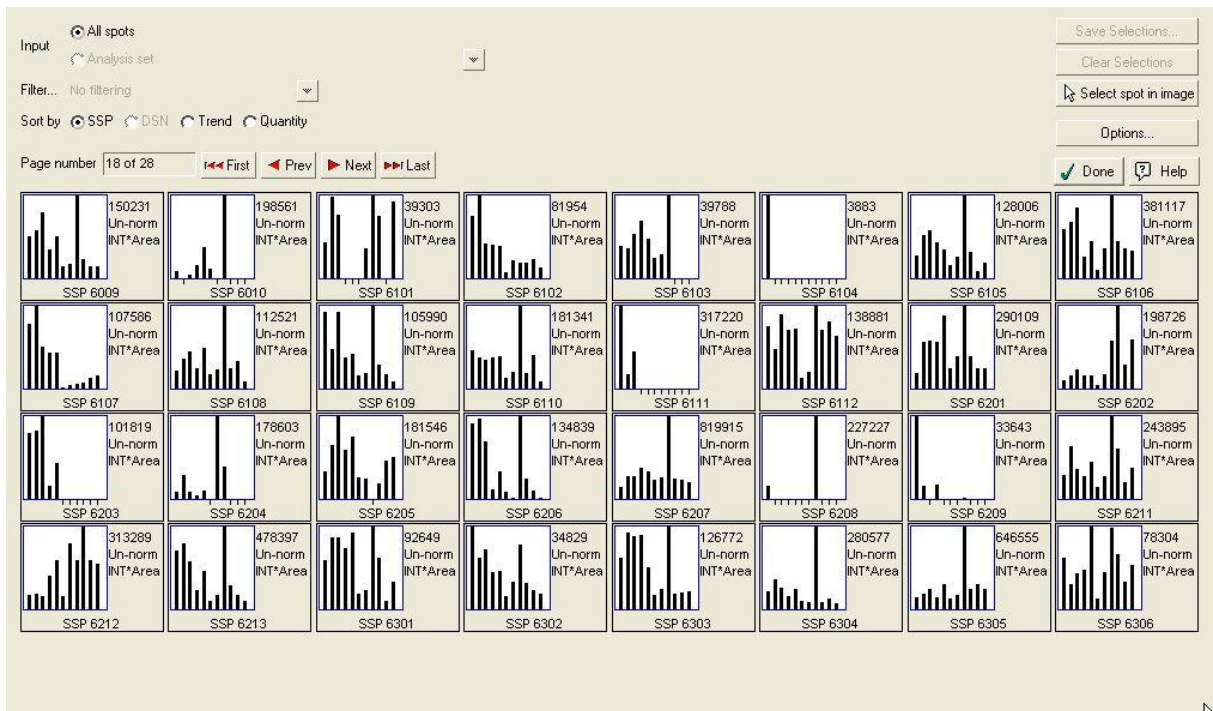 All spots
Input
Analysis set
Filter... No filtering
Sort by SSP DSN Trend Quantity
Page number 18 of 28 First Prev Next Last
Save Selections...
Clear Selections
Select spot in image
Options...
Done Help
150231 198561 39303 81954 39788 3883 128006 381117
Un-norm Un-norm Un-norm Un-norm Un-norm Un-norm Un-norm Un-norm
INT*Area INT*Area INT*Area INT*Area INT*Area INT*Area INT*Area INT*Area
SSP 6009 SSP 6010 SSP 6101 SSP 6102 SSP 6103 SSP 6104 SSP 6105 SSP 6106
107586 112521 105990 181341 317220 138881 290109 198726
Un-norm Un-norm Un-norm Un-norm Un-norm Un-norm Un-norm Un-norm
INT*Area INT*Area INT*Area INT*Area INT*Area INT*Area INT*Area INT*Area
SSP 6107 SSP 6108 SSP 6109 SSP 6110 SSP 6111 SSP 6112 SSP 6201 SSP 6202
101819 178603 181546 134839 819915 227227 33643 243895
Un-norm Un-norm Un-norm Un-norm Un-norm Un-norm Un-norm Un-norm
INT*Area INT*Area INT*Area INT*Area INT*Area INT*Area INT*Area INT*Area
SSP 6203 SSP 6204 SSP 6205 SSP 6206 SSP 6207 SSP 6208 SSP 6209 SSP 6211
313289 478397 92649 34829 126772 280577 646555 78304
Un-norm Un-norm Un-norm Un-norm Un-norm Un-norm Un-norm Un-norm
INT*Area INT*Area INT*Area INT*Area INT*Area INT*Area INT*Area INT*Area
SSP 6212 SSP 6213 SSP 6301 SSP 6302 SSP 6303 SSP 6304 SSP 6305 SSP 6306